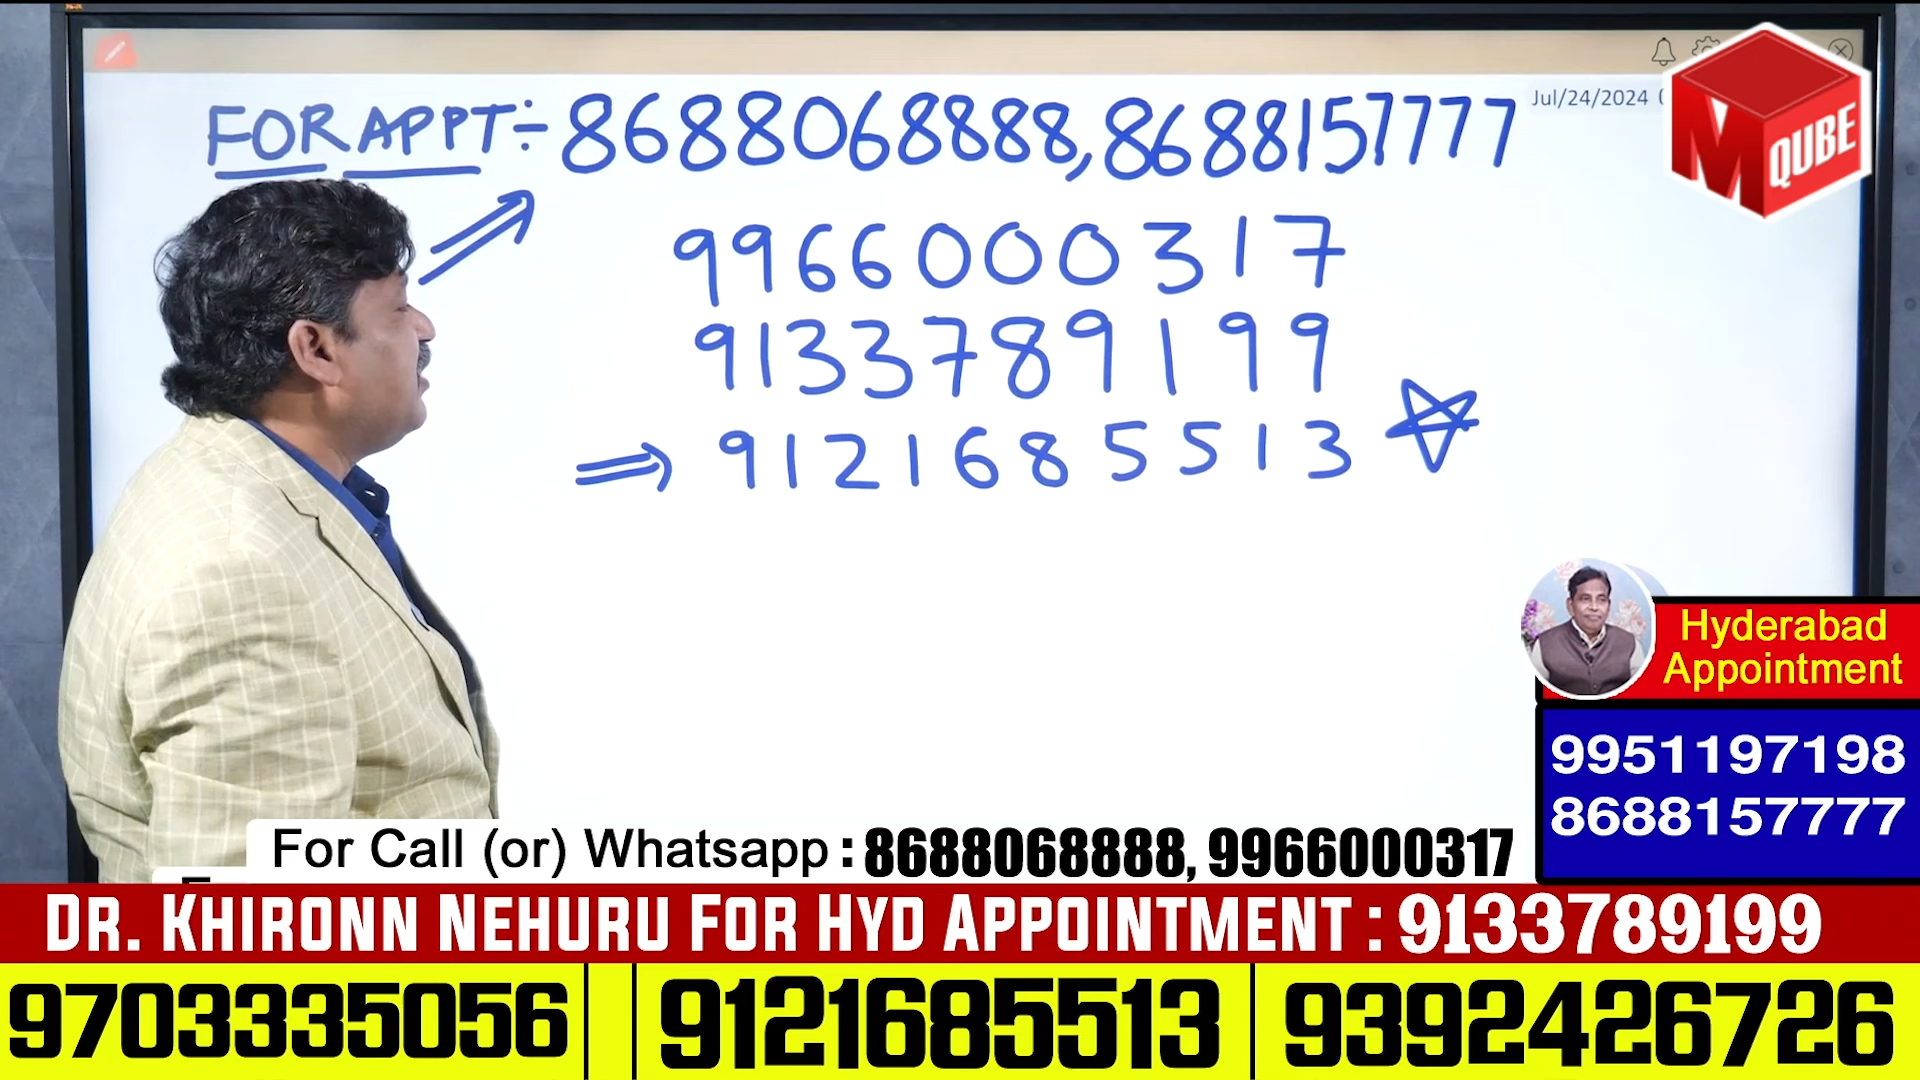 FOR APPT:- 8688068888, 8688157777
Jul/24/2024
M QUBE
9966000317
9133789199
⇒ 9121685513
Hyderabad
Appointment
9951197198
8688157777
For Call (or) Whatsapp : 8688068888, 9966000317
DR. KHIRONN NEHURU FOR HYD APPOINTMENT : 9133789199
9703335056
9121685513
9392426726